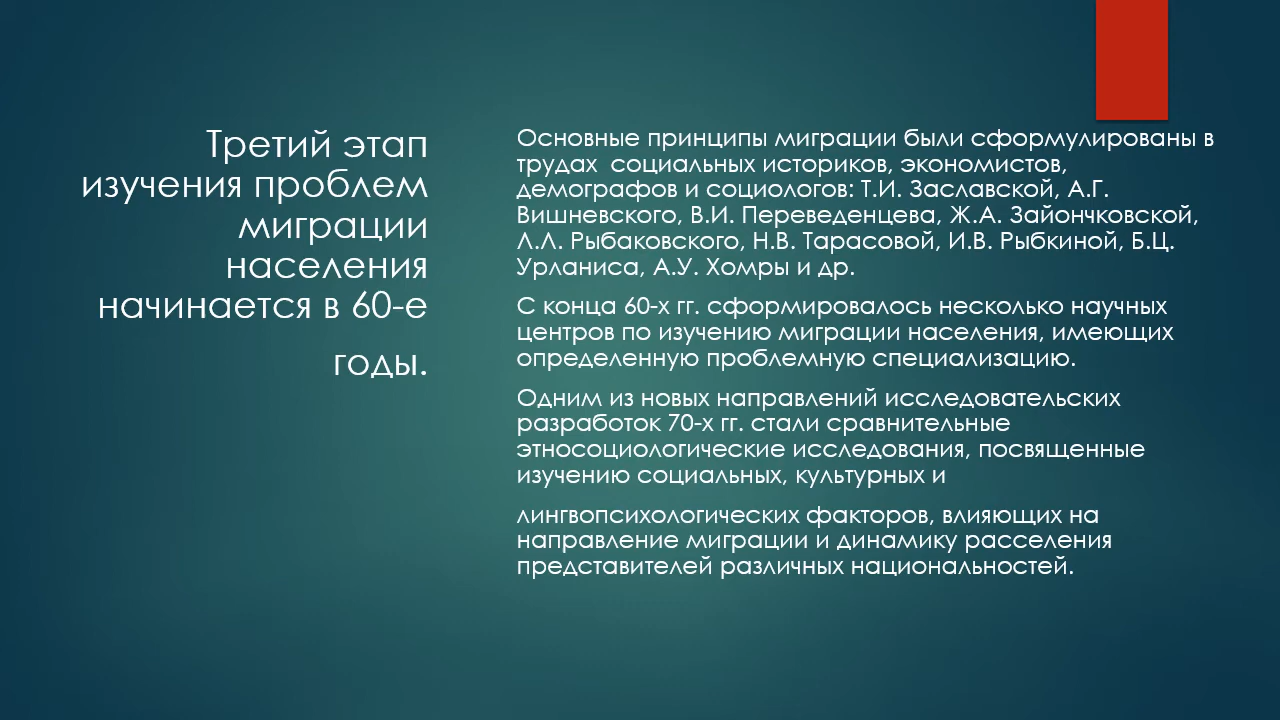 Третий этап
изучения проблем
миграции
населения
начинается в 60-е
годы.
Основные принципы миграции были сформулированы в
трудах  социальных историков, экономистов,
демографов и социологов: Т.И. Заславской, А.Г.
Вишневского, В.И. Переведенцева, Ж.А. Зайончковской,
Л.Л. Рыбаковского, Н.В. Тарасовой, И.В. Рыбкиной, Б.Ц.
Урланиса, А.У. Хомры и др.
С конца 60-х гг. сформировалось несколько научных
центров по изучению миграции населения, имеющих
определенную проблемную специализацию.
Одним из новых направлений исследовательских
разработок 70-х гг. стали сравнительные
этносоциологические исследования, посвященные
изучению социальных, культурных и
лингвопсихологических факторов, влияющих на
направление миграции и динамику расселения
представителей различных национальностей.